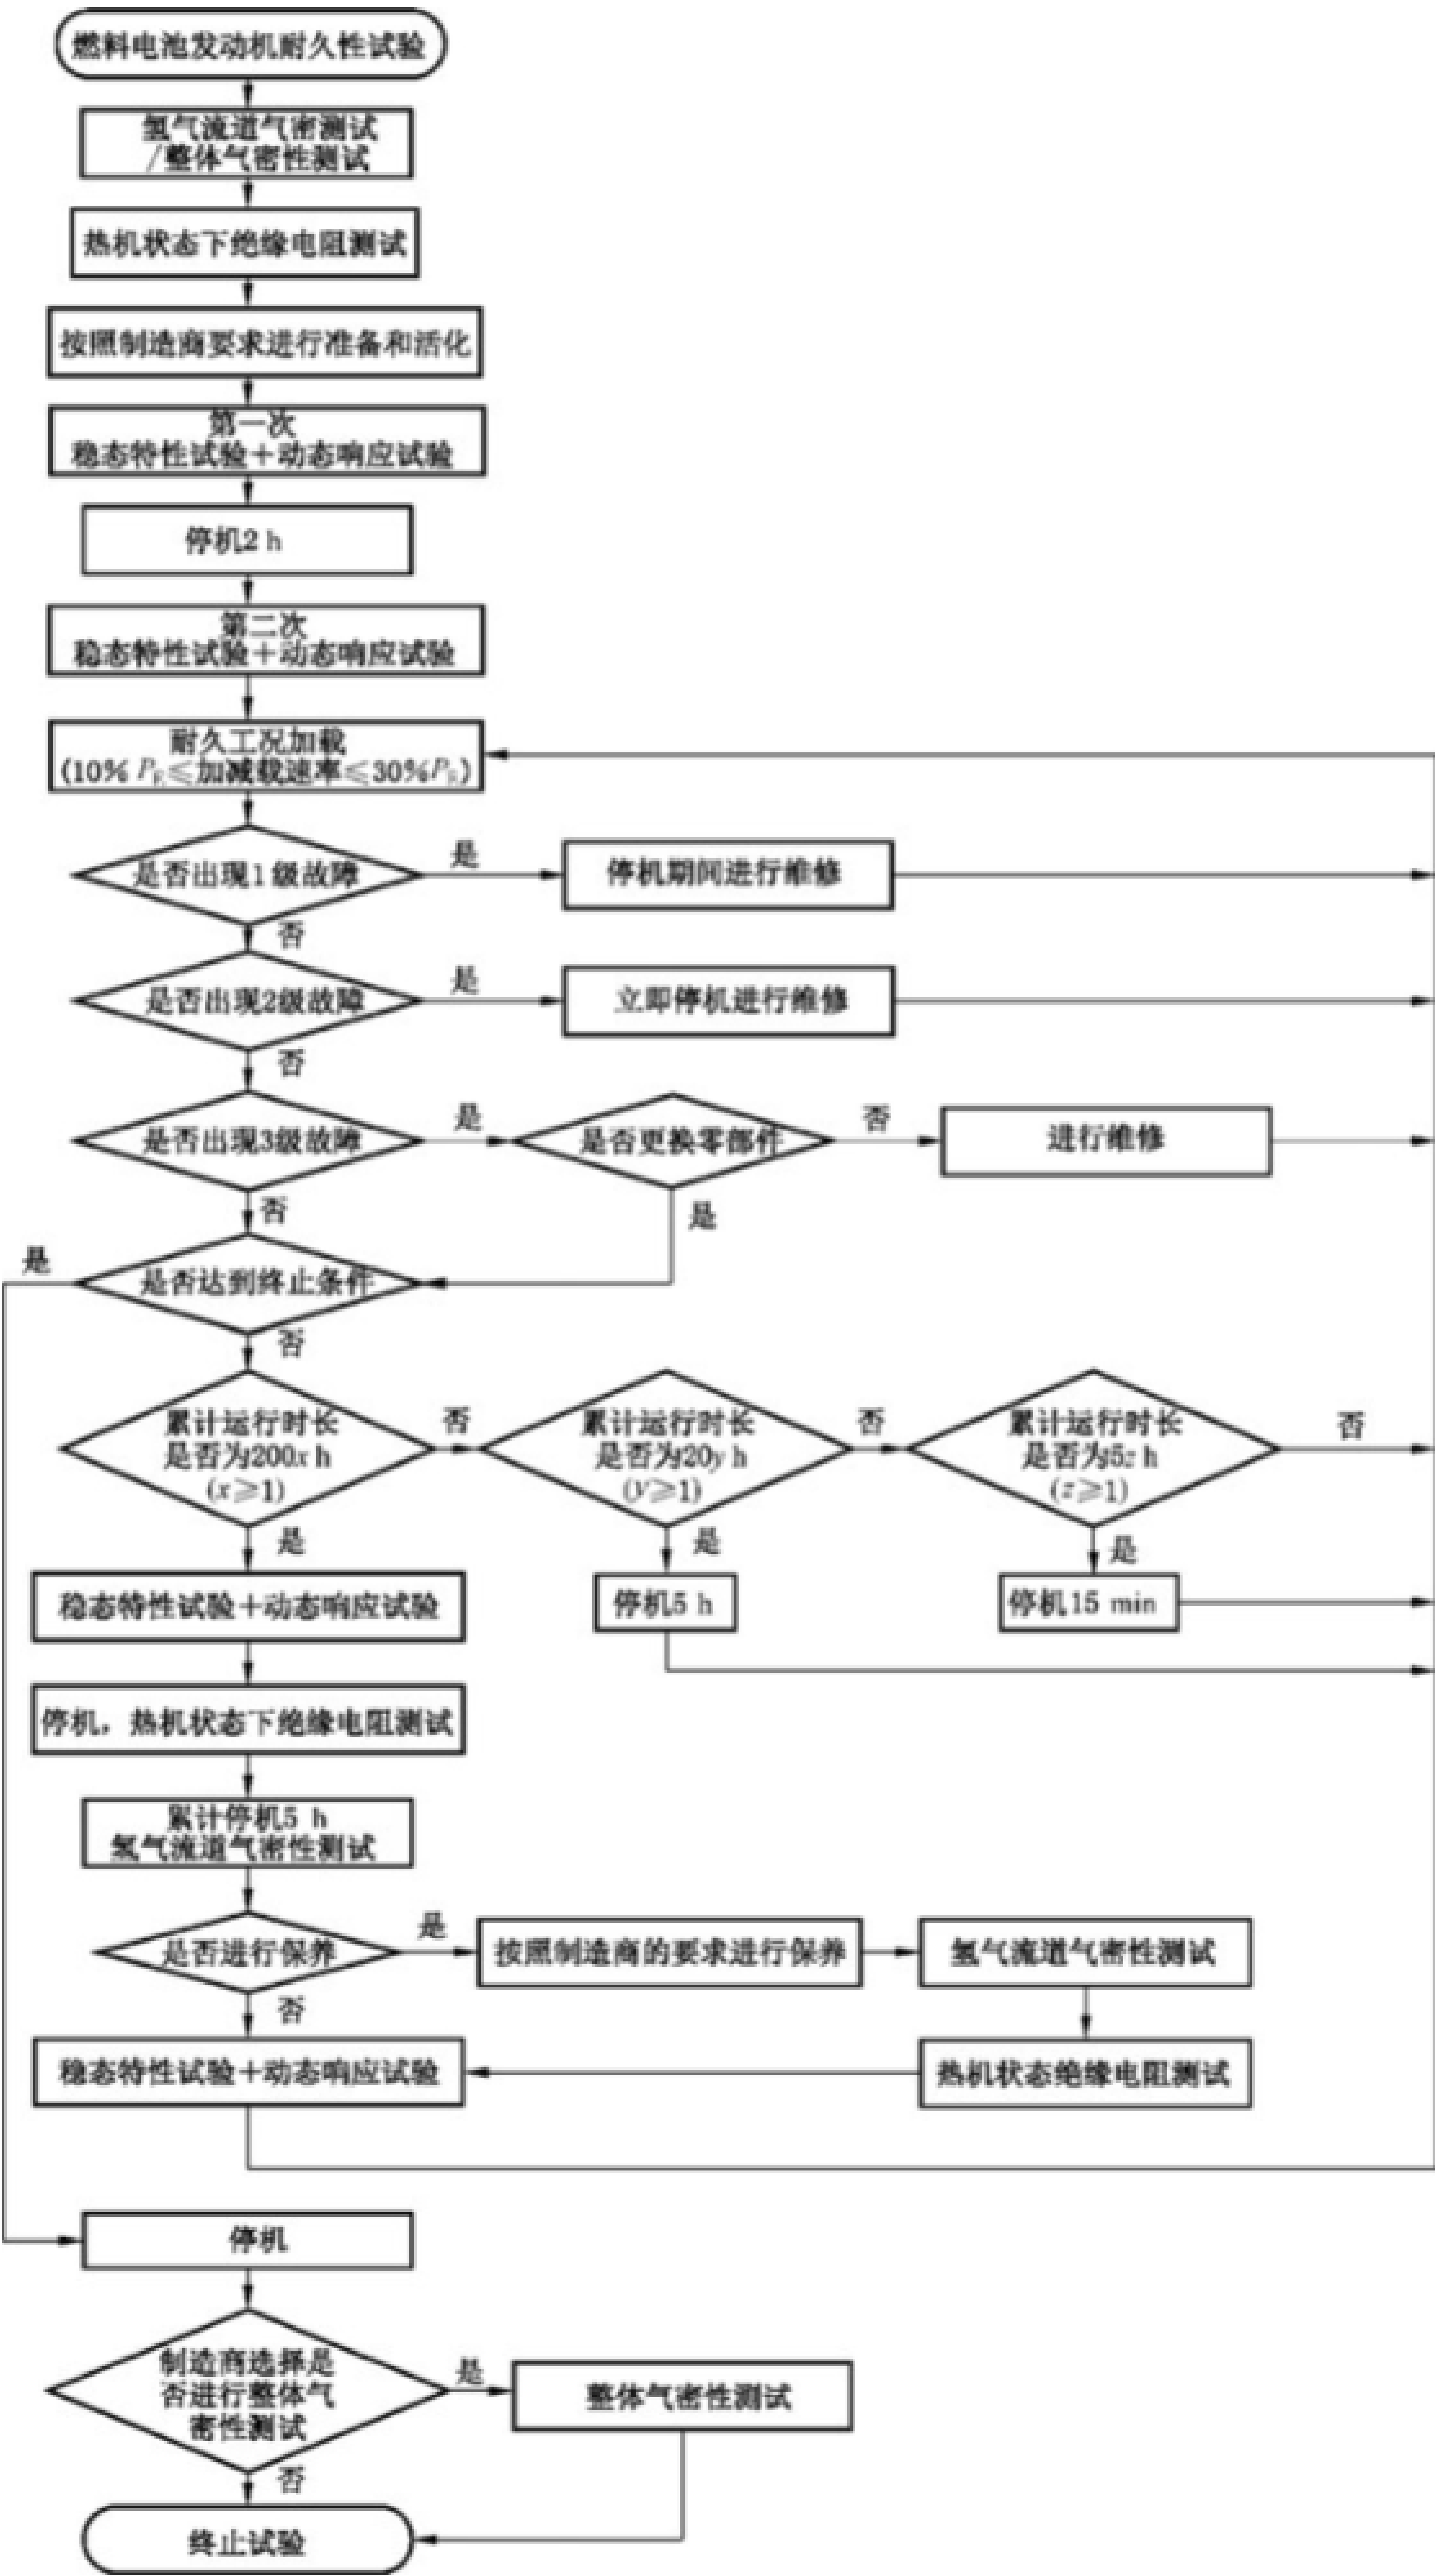 燃料电池发动机耐久性试验
氢气流道气密测试
/整体气密性测试
热机状态下绝缘电阻测试
按照制造商要求进行准备和活化
第一次
稳态特性试验+动态响应试验
停机2 h
第二次
稳态特性试验+动态响应试验
耐久工况加载
(10% PE≤加减载速率≤30%PE)
是否出现1级故障
是
停机期间进行维修
否
是否出现2级故障
是
立即停机进行维修
否
是否出现3级故障
是
是否更换零部件
否
进行维修
否
是
是
是否达到终止条件
否
累计运行时长
是否为200x h
(x≥1)
否
累计运行时长
是否为20y h
(y≥1)
否
累计运行时长
是否为5z h
(z≥1)
否
是
是
是
稳态特性试验+动态响应试验
停机5 h
停机15 min
停机，热机状态下绝缘电阻测试
累计停机5 h
氢气流道气密性测试
是否进行保养
是
按照制造商的要求进行保养
氢气流道气密性测试
否
稳态特性试验+动态响应试验
热机状态绝缘电阻测试
停机
制造商选择是
否进行整体气
密性测试
是
整体气密性测试
否
终止试验